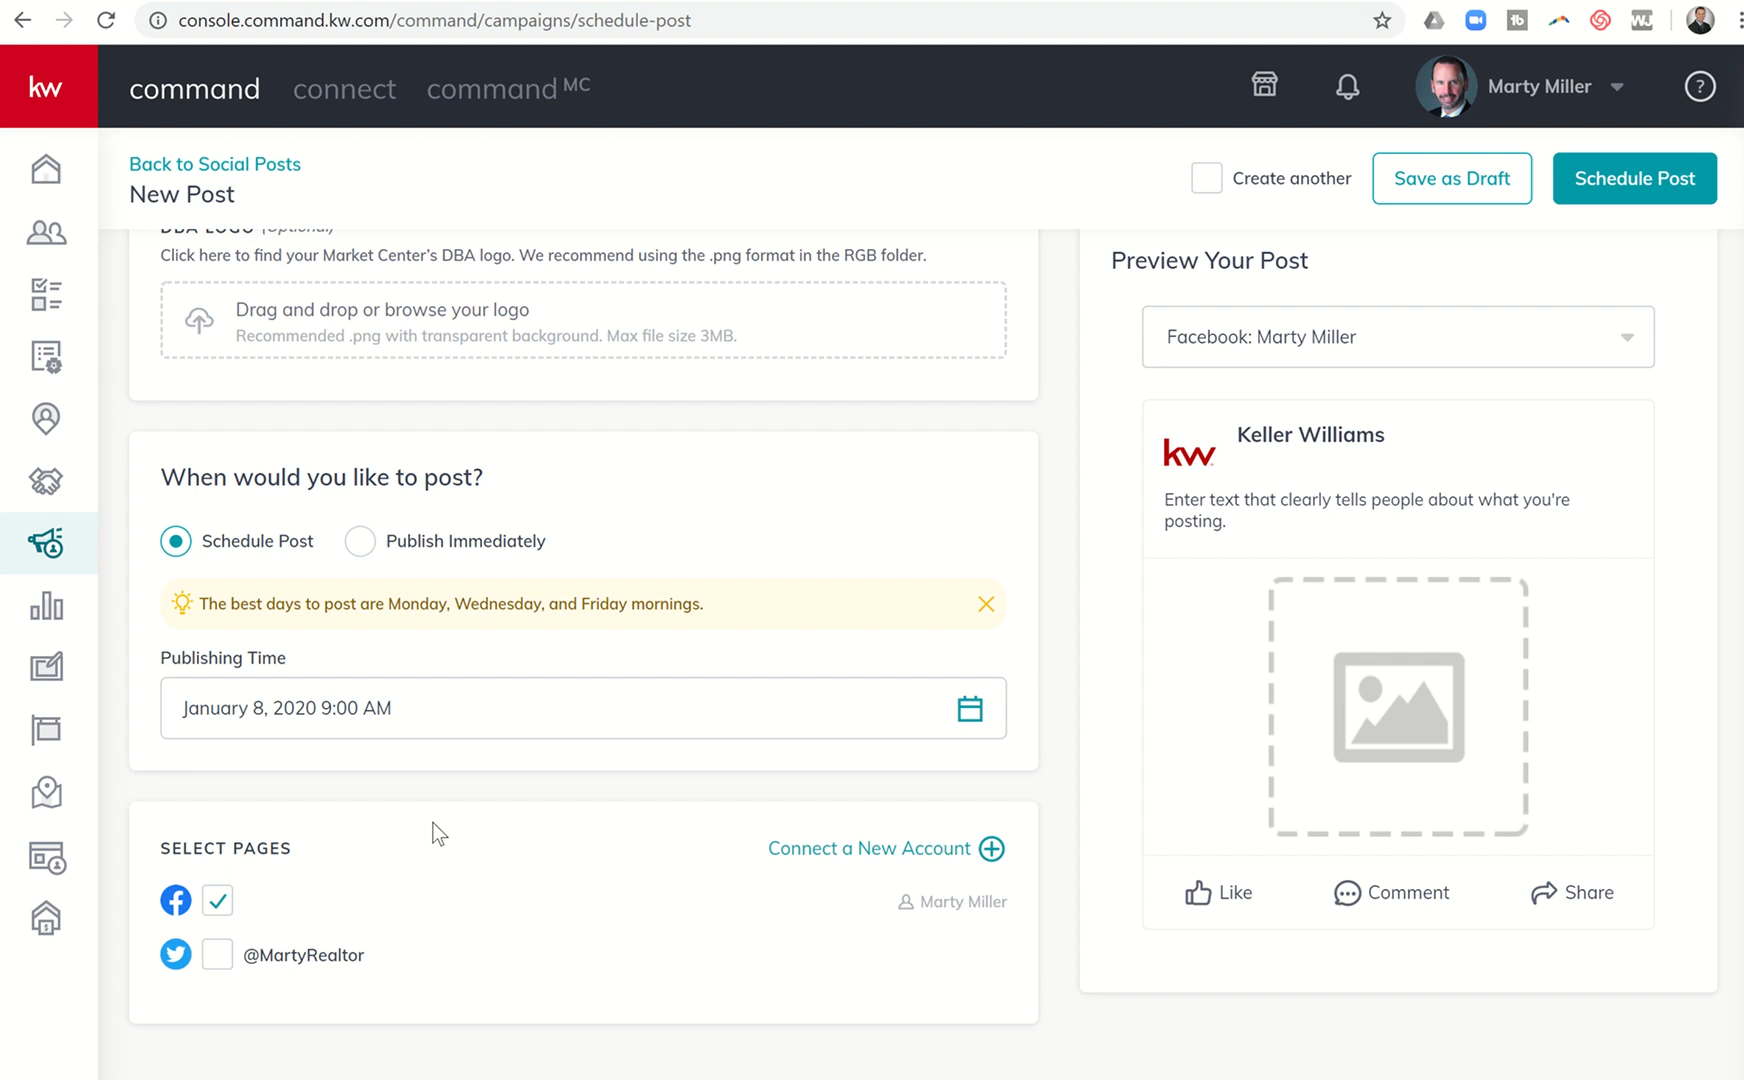 console.command.kw.com/command/campaigns/schedule-post
kw
command
connect
command MC
Marty Miller
?
Back to Social Posts
New Post
Create another
Save as Draft
Schedule Post
DBA LOGO (Optional)
Click here to find your Market Center's DBA logo. We recommend using the .png format in the RGB folder.
Drag and drop or browse your logo
Recommended .png with transparent background. Max file size 3MB.
When would you like to post?
Schedule Post
Publish Immediately
The best days to post are Monday, Wednesday, and Friday mornings.
Publishing Time
January 8, 2020 9:00 AM
SELECT PAGES
Connect a New Account
Marty Miller
@MartyRealtor
Preview Your Post
Facebook: Marty Miller
kw
Keller Williams
Enter text that clearly tells people about what you're
posting.
Like
Comment
Share